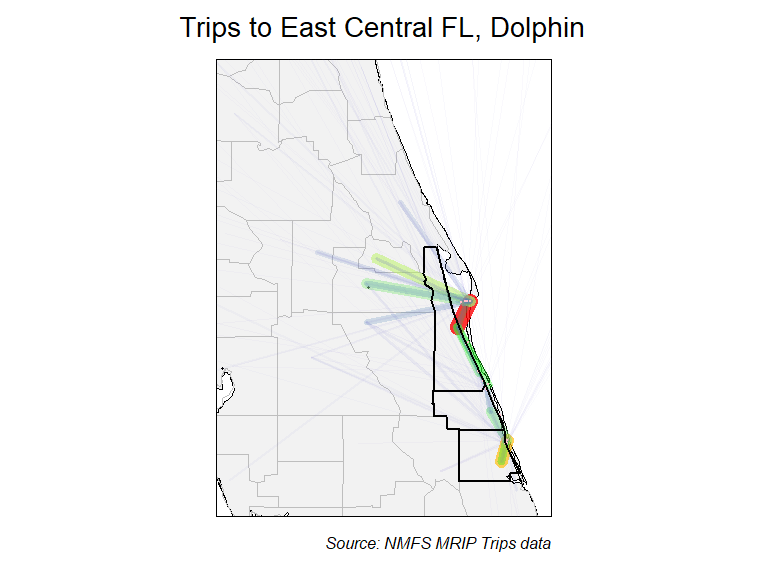 Trips to East Central FL, Dolphin
Source: NMFS MRIP Trips data